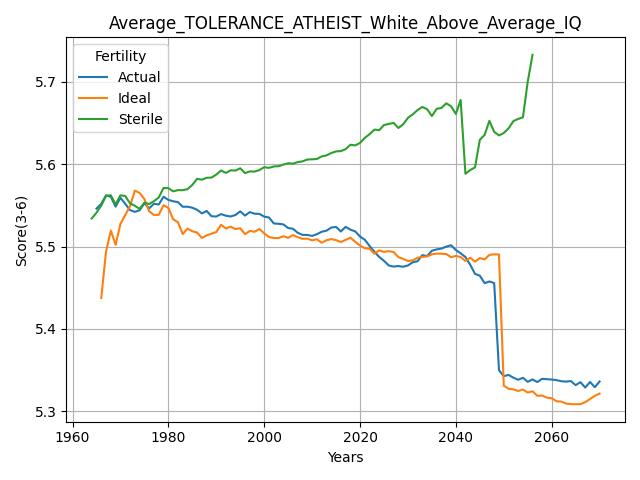 Average_TOLERANCE_ATHEIST_White_Above_Average_IQ
Fertility
Actual
Ideal
Sterile
Score(3-6)
5.7
5.6
5.5
5.4
5.3
1960 1980 2000 2020 2040 2060
Years